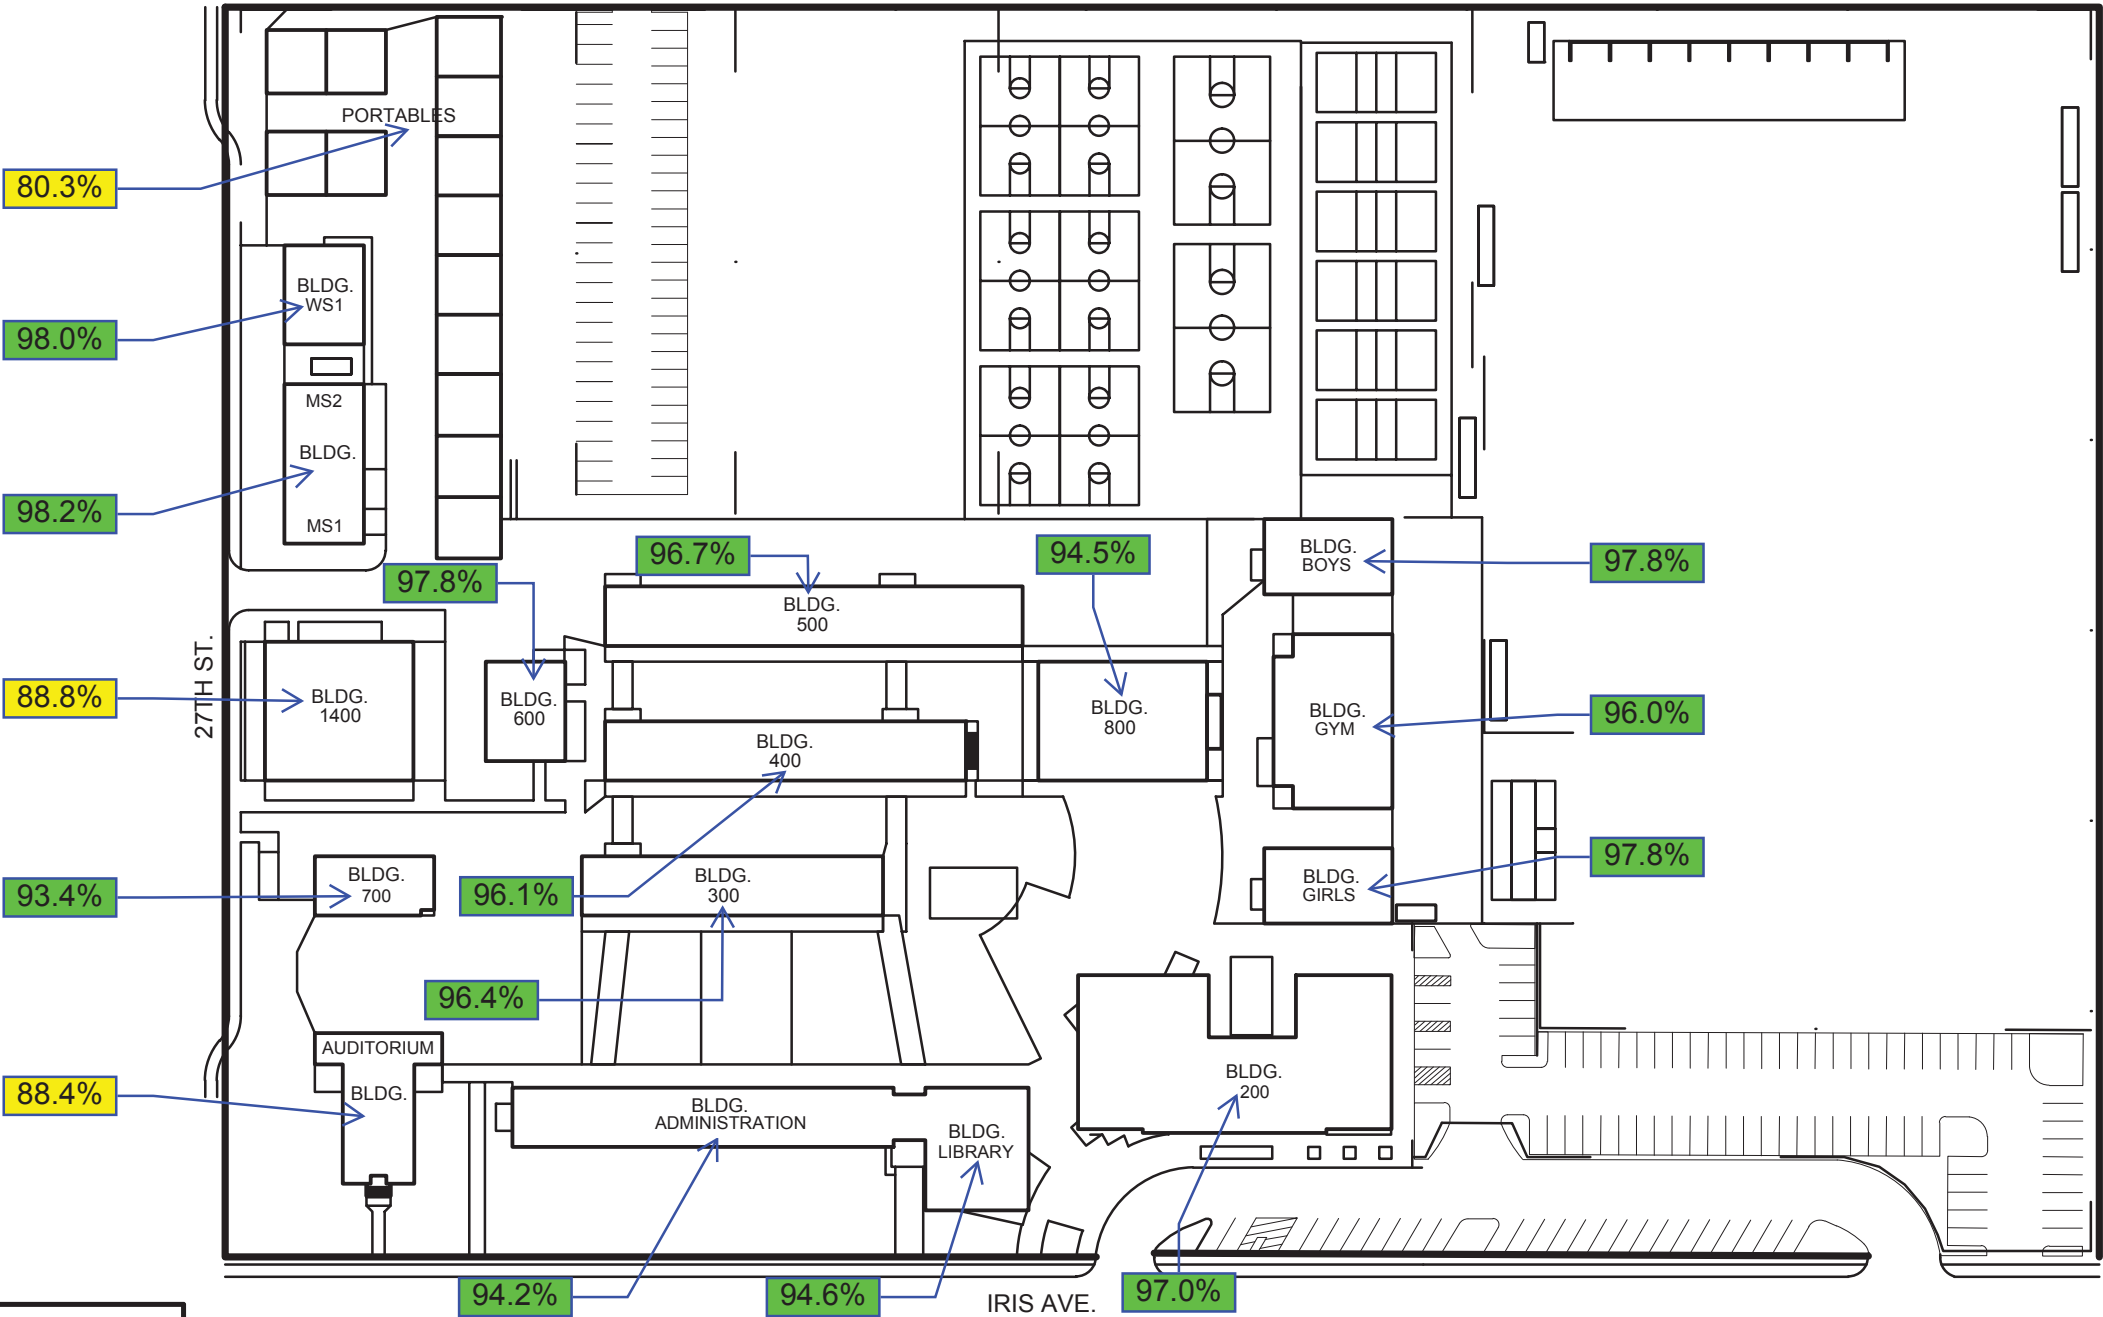 PORTABLES
80.3%
BLDG.
WS1
98.0%
MS2
BLDG.
MS1
98.2%
96.7%
94.5%
BLDG.
BOYS
97.8%
97.8%
BLDG.
500
27TH ST.
88.8%
BLDG.
1400
BLDG.
600
BLDG.
400
BLDG.
800
BLDG.
GYM
96.0%
93.4%
BLDG.
700
96.1%
BLDG.
300
BLDG.
GIRLS
97.8%
96.4%
AUDITORIUM
BLDG.
88.4%
BLDG.
ADMINISTRATION
BLDG.
LIBRARY
BLDG.
200
94.2%
94.6%
IRIS AVE.
97.0%